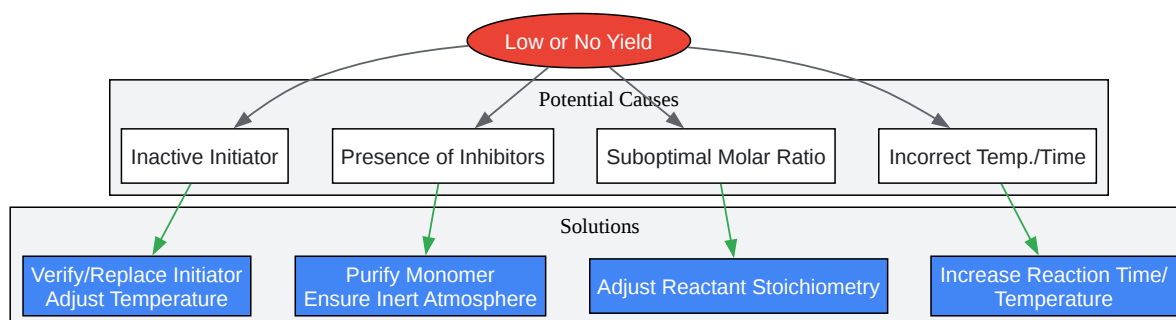 Low or No Yield
Potential Causes
Inactive Initiator
Presence of Inhibitors
Suboptimal Molar Ratio
Incorrect Temp./Time
Solutions
Verify/Replace Initiator
Adjust Temperature
Purify Monomer
Ensure Inert Atmosphere
Adjust Reactant Stoichiometry
Increase Reaction Time/
Temperature